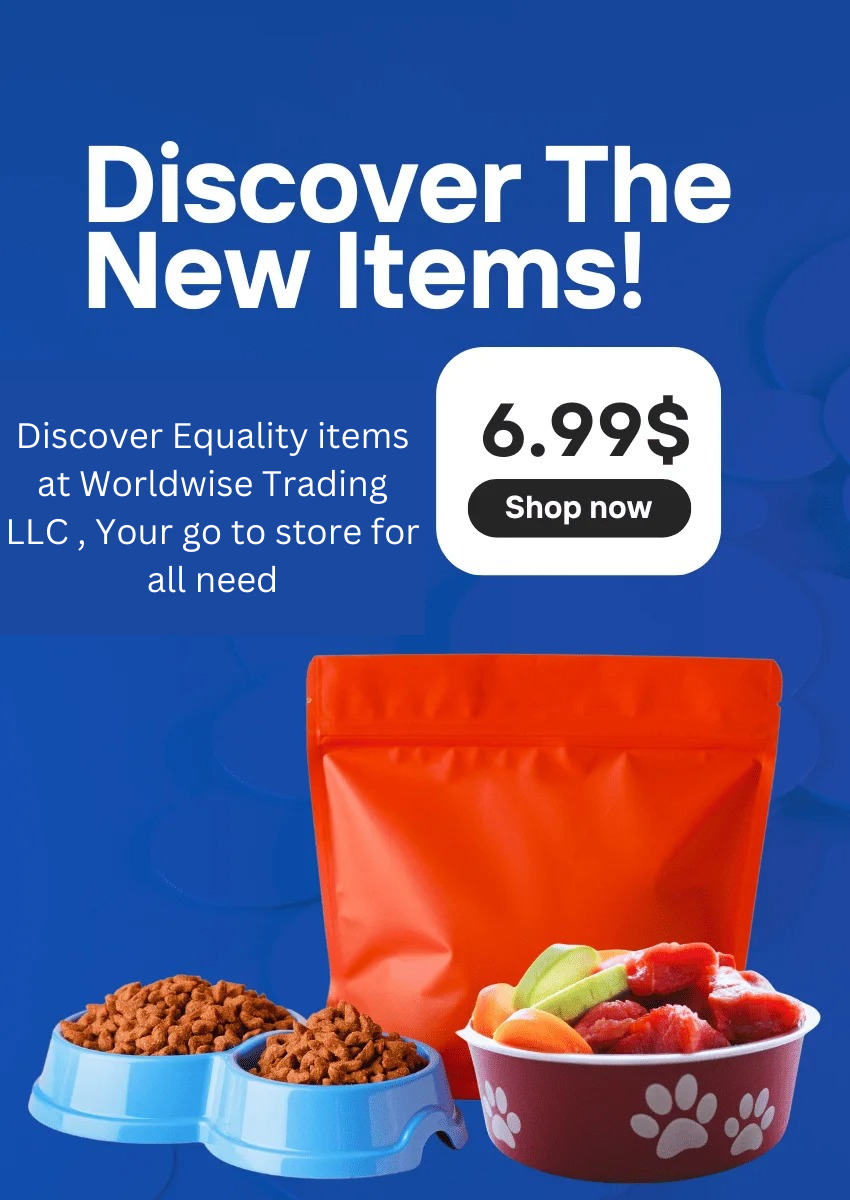 Discover The
New Items!
6.99$
Shop now
Discover Equality items
at Worldwise Trading
LLC , Your go to store for
all need